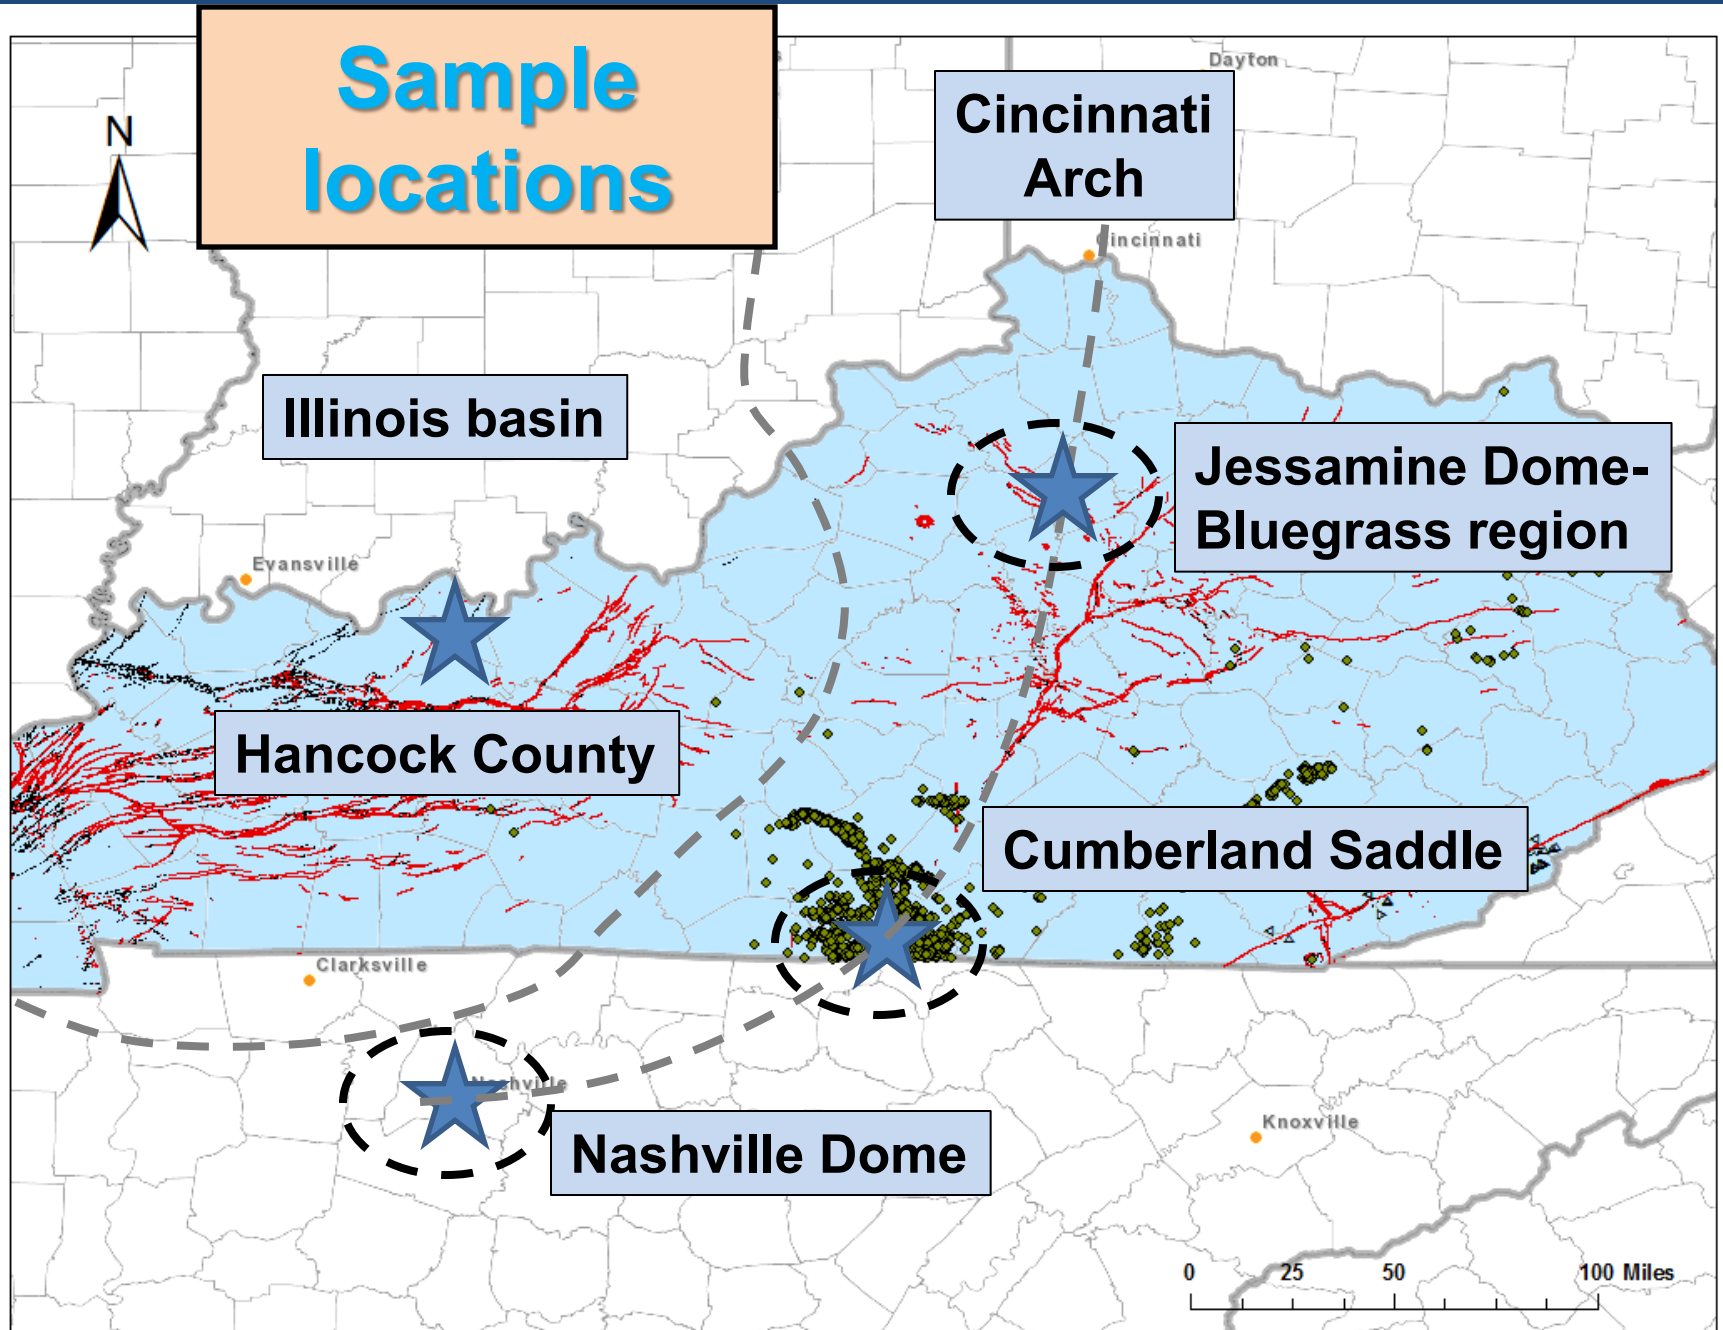 Sample
locations
N
Dayton
Cincinnati
Arch
Cincinnati
Illinois basin
Jessamine Dome-
Bluegrass region
Evansville
Hancock County
Cumberland Saddle
Clarksville
Nashville
Nashville Dome
Knoxville
0 25 50 100 Miles